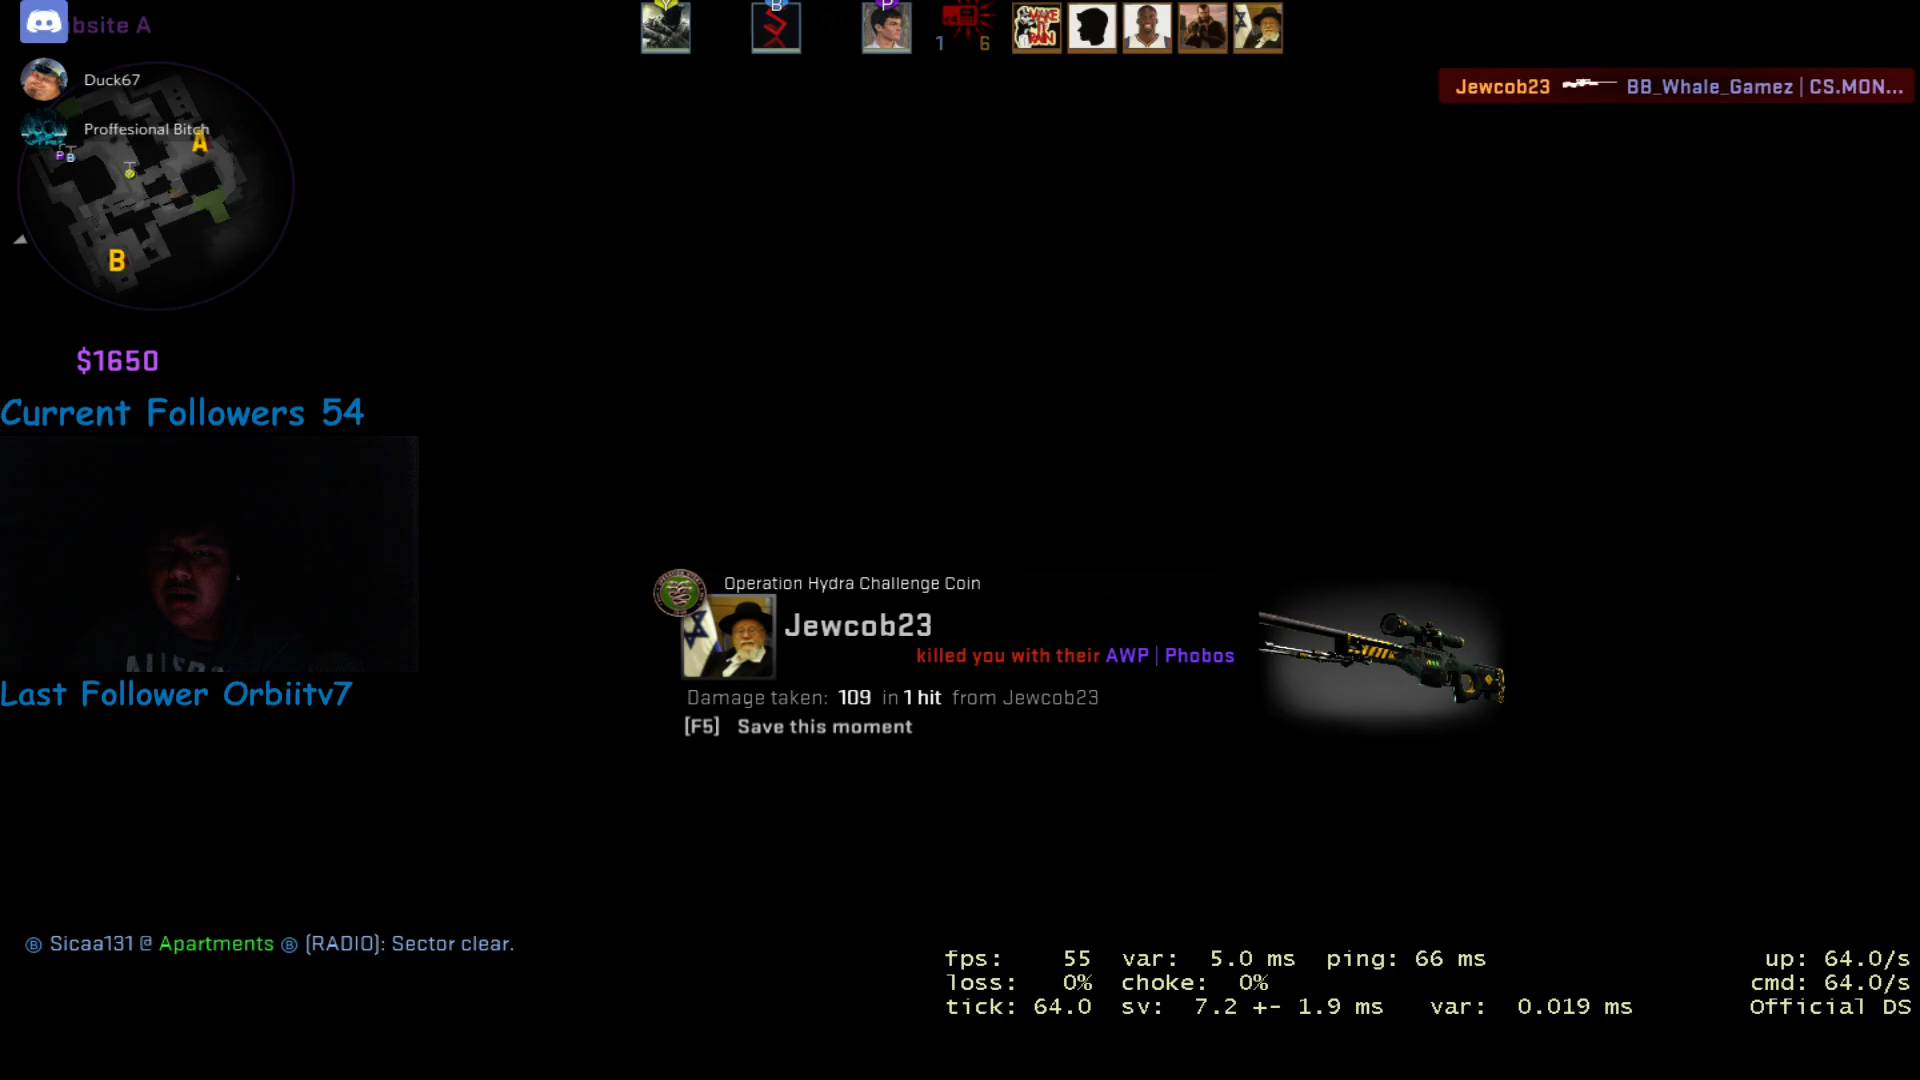 bsite A
Duck67
Proffesional Bitch
A
P B
B
$1650
Current Followers 54
Last Follower Orbiitv7
Y
B
P
1 6
MAKE IT RAIN
Jewcob23 BB_Whale_Gamez | CS.MON...
Operation Hydra Challenge Coin
Jewcob23
killed you with their AWP | Phobos
Damage taken: 109 in 1 hit from Jewcob23
[F5] Save this moment
B Sicaa131 @ Apartments B (RADIO): Sector clear.
fps: 55 var: 5.0 ms ping: 66 ms up: 64.0/s
loss: 0% choke: 0% cmd: 64.0/s
tick: 64.0 sv: 7.2 +- 1.9 ms var: 0.019 ms Official DS